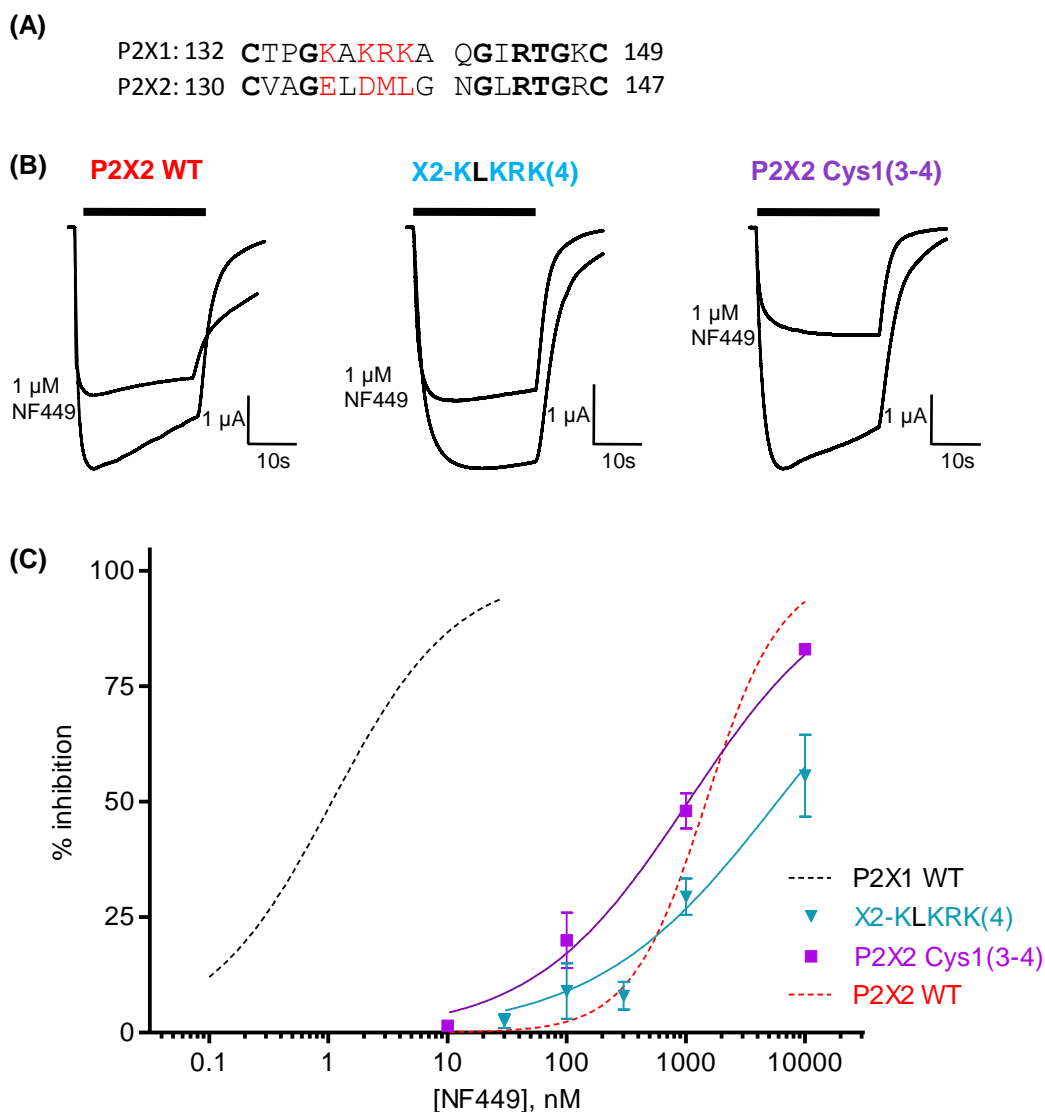 (A)
P2X1: 132 CTPGKAKRKA QGIRTGKC 149
P2X2: 130 CVAGELDMLG NGLRTGRC 147
(B)
P2X2 WT
X2-KLKRK(4)
P2X2 Cys1(3-4)
1 µM
NF449
1 µA
10s
1 µM
NF449
1 µA
10s
1 µM
NF449
1 µA
10s
(C)
100
75
50
25
0
% inhibition
0.1 1 10 100 1000 10000
[NF449], nM
P2X1 WT
X2-KLKRK(4)
P2X2 Cys1(3-4)
P2X2 WT